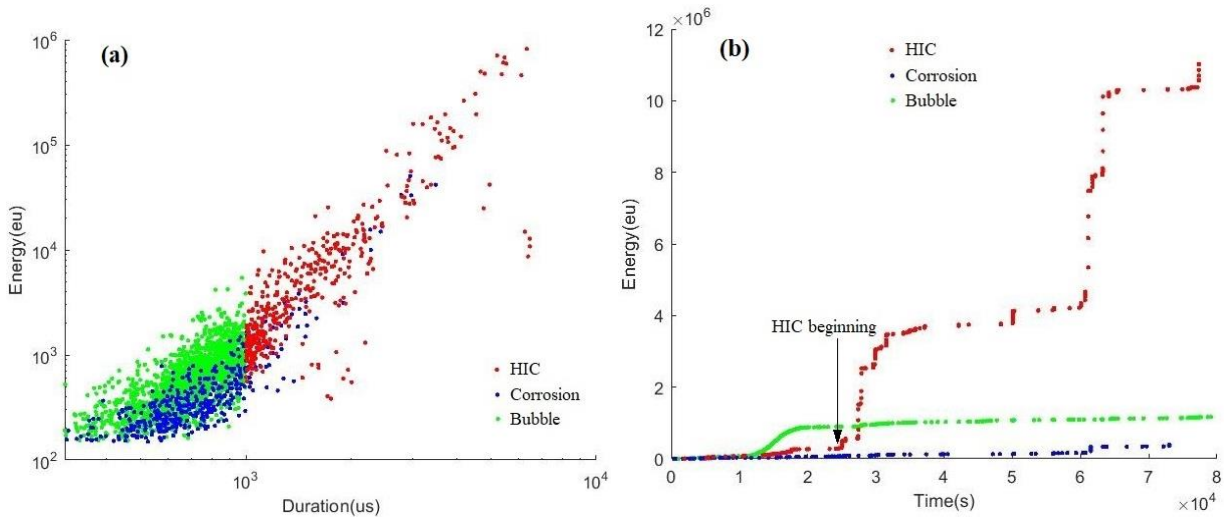 (a)
10^6
10^5
10^4
10^3
10^2
Energy(eu)
HIC
Corrosion
Bubble
10^3
10^4
Duration(us)
×10^6
(b)
12
10
8
6
4
2
0
Energy(eu)
HIC
Corrosion
Bubble
HIC beginning
0
1
2
3
4
5
6
7
8
Time(s)
×10^4